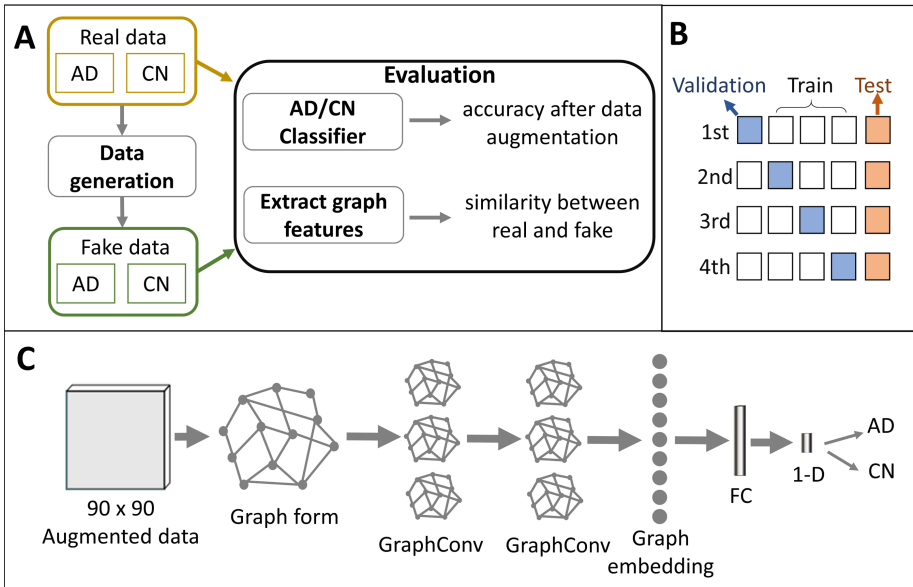 A
Real data
AD CN
Data
generation
Fake data
AD CN
Evaluation
AD/CN
Classifier
accuracy after data
augmentation
Extract graph
features
similarity between
real and fake
B
Validation Train Test
1st
2nd
3rd
4th
C
90 x 90
Augmented data
Graph form
GraphConv
GraphConv
Graph
embedding
FC
1-D
AD
CN